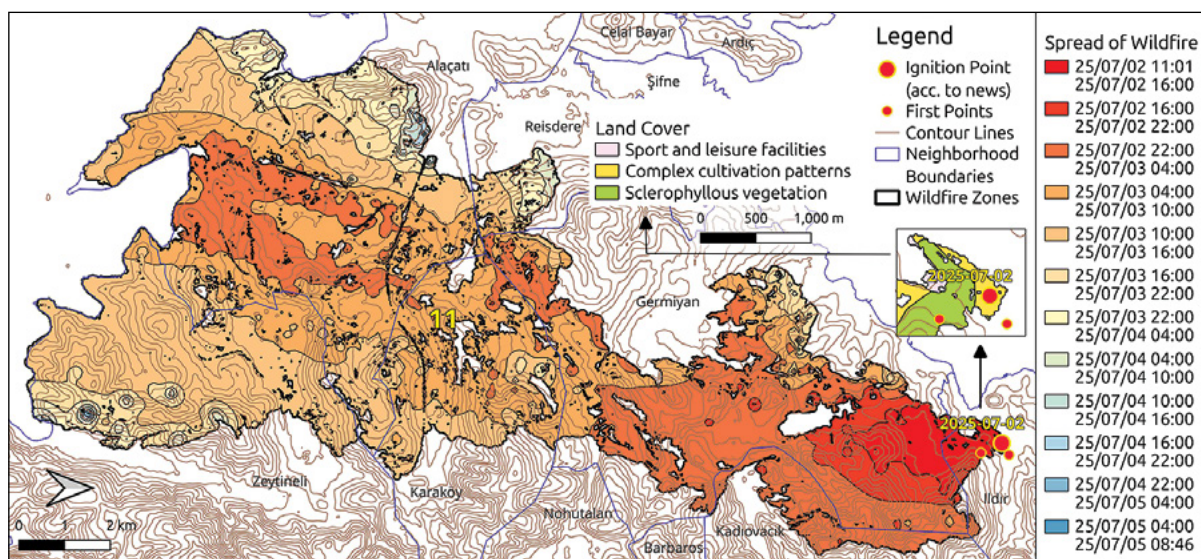 Celal Bayar
Ardıç
Alaçatı
Şifne
Reisdere
Legend
Ignition Point
(acc. to news)
First Points
Contour Lines
Neighborhood
Boundaries
Wildfire Zones
Land Cover
Sport and leisure facilities
Complex cultivation patterns
Sclerophyllous vegetation
0 500 1,000 m
2025-07-02
Germiyan
11
2025-07-02
Ildır
Zeytineli
Karaköy
Nohutalan
Kadıovacık
Barbaros
0 1 2 km
Spread of Wildfire
25/07/02 11:01
25/07/02 16:00
25/07/02 16:00
25/07/02 22:00
25/07/02 22:00
25/07/03 04:00
25/07/03 04:00
25/07/03 10:00
25/07/03 10:00
25/07/03 16:00
25/07/03 16:00
25/07/03 22:00
25/07/03 22:00
25/07/04 04:00
25/07/04 04:00
25/07/04 10:00
25/07/04 10:00
25/07/04 16:00
25/07/04 16:00
25/07/04 22:00
25/07/04 22:00
25/07/05 04:00
25/07/05 04:00
25/07/05 08:46